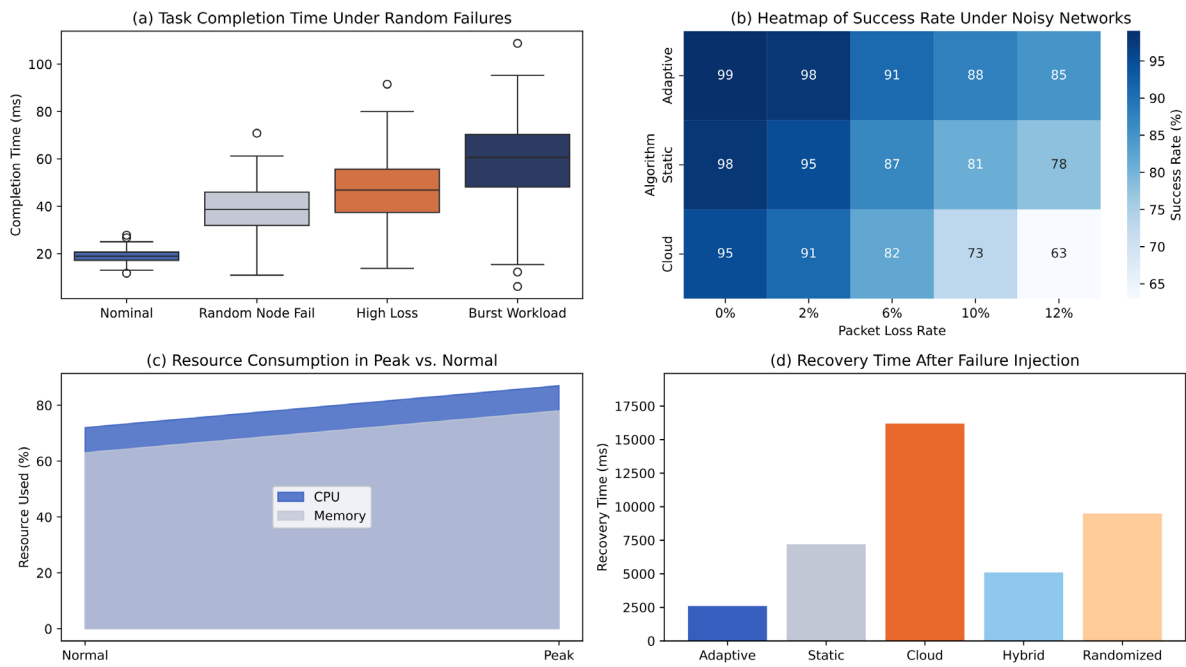 (a) Task Completion Time Under Random Failures
Completion Time (ms)
100
80
60
40
20
Nominal
Random Node Fail
High Loss
Burst Workload
(b) Heatmap of Success Rate Under Noisy Networks
Algorithm
Adaptive
Static
Cloud
99 98 91 88 85
98 95 87 81 78
95 91 82 73 63
0% 2% 6% 10% 12%
Packet Loss Rate
95
90
85
80
75
70
65
Success Rate (%)
(c) Resource Consumption in Peak vs. Normal
Resource Used (%)
80
60
40
20
0
CPU
Memory
Normal
Peak
(d) Recovery Time After Failure Injection
Recovery Time (ms)
17500
15000
12500
10000
7500
5000
2500
0
Adaptive
Static
Cloud
Hybrid
Randomized